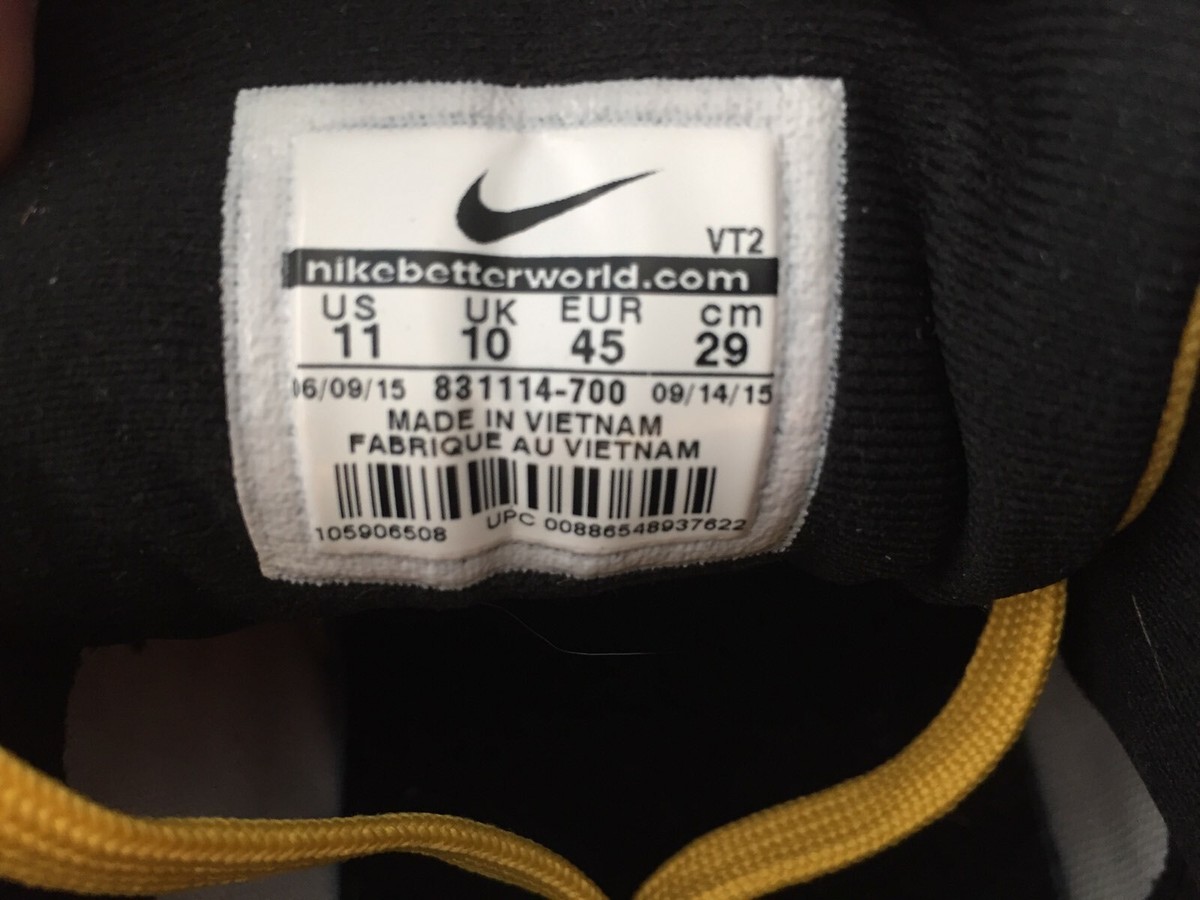 VT2
nikebetterworld.com
US UK EUR cm
11 10 45 29
06/09/15 831114-700 09/14/15
MADE IN VIETNAM
FABRIQUE AU VIETNAM
105906508 UPC 00886548937622